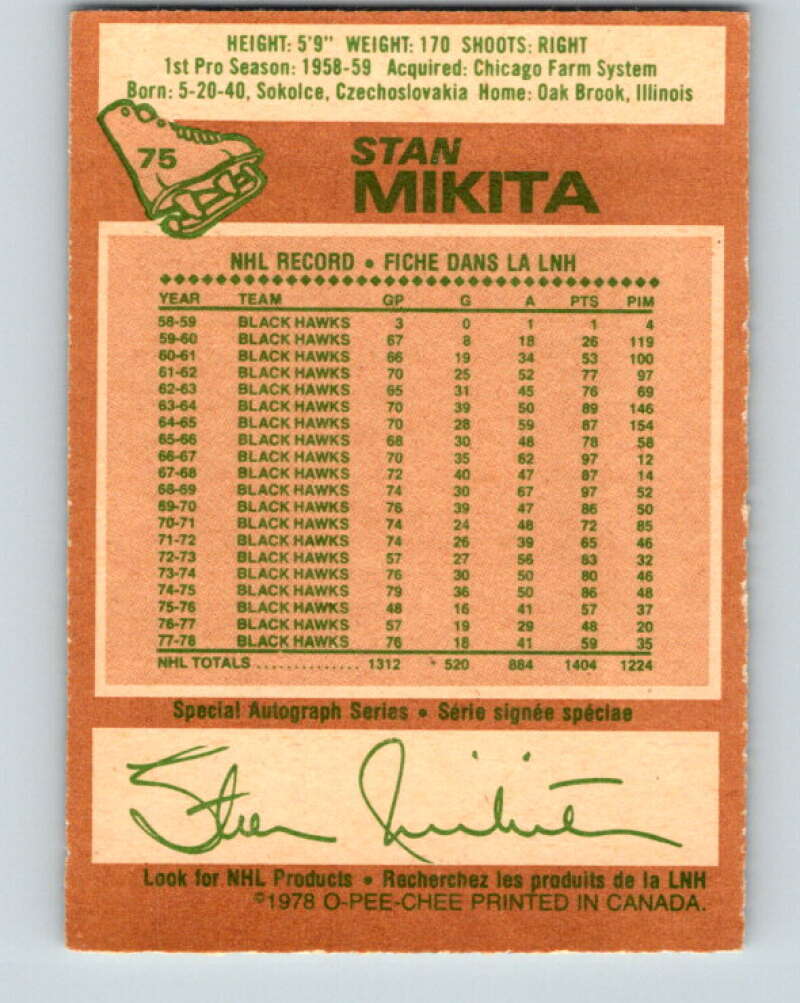 HEIGHT: 5'9" WEIGHT: 170 SHOOTS: RIGHT
1st Pro Season: 1958-59 Acquired: Chicago Farm System
Born: 5-20-40, Sokolce, Czechoslovakia Home: Oak Brook, Illinois
75
STAN
MIKITA
NHL RECORD • FICHE DANS LA LNH
YEAR TEAM GP G A PTS PIM
58-59 BLACK HAWKS 3 0 1 1 4
59-60 BLACK HAWKS 67 8 18 26 119
60-61 BLACK HAWKS 66 19 34 53 100
61-62 BLACK HAWKS 70 25 52 77 97
62-63 BLACK HAWKS 65 31 45 76 69
63-64 BLACK HAWKS 70 39 50 89 146
64-65 BLACK HAWKS 70 28 59 87 154
65-66 BLACK HAWKS 68 30 48 78 58
66-67 BLACK HAWKS 70 35 62 97 12
67-68 BLACK HAWKS 72 40 47 87 14
68-69 BLACK HAWKS 74 30 67 97 52
69-70 BLACK HAWKS 76 39 47 86 50
70-71 BLACK HAWKS 74 24 48 72 85
71-72 BLACK HAWKS 74 26 39 65 46
72-73 BLACK HAWKS 57 27 56 83 32
73-74 BLACK HAWKS 76 30 50 80 46
74-75 BLACK HAWKS 79 36 50 86 48
75-76 BLACK HAWKS 48 16 41 57 37
76-77 BLACK HAWKS 57 19 29 48 20
77-78 BLACK HAWKS 76 18 41 59 35
NHL TOTALS .............. 1312 520 884 1404 1224
Special Autograph Series • Série signée spéclae
Stan Mikita
Look for NHL Products • Recherchez les produits de la LNH
©1978 O-PEE-CHEE PRINTED IN CANADA.